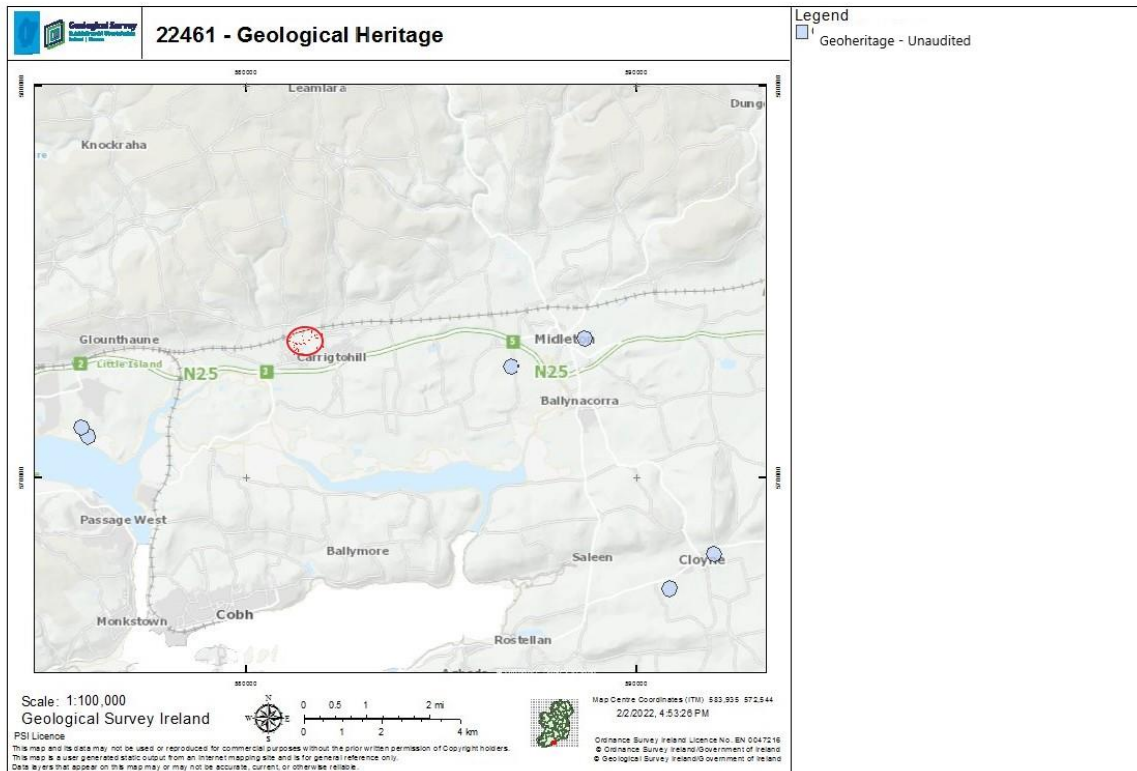 Geological Survey
22461 - Geological Heritage
Legend
Geoheritage - Unaudited
580000
590000
Leamlara
Knockraha
Glounthaune
2
Little Island
N25
3
Carrigtohill
5
Midleton
N25
Ballynacorra
Passage West
Ballymore
Saleen
Cloyne
Monkstown
Cobh
Rostellan
580000
590000
Scale: 1:100,000
Geological Survey Ireland
PSI Licence
N
W
E
S
0 0.5 1 2 mi
0 1 2 4 km
Map Centre Coordinates (ITM) 583,935 572,544
2/2/2022, 4:53:26 PM
Ordnance Survey Ireland Licence No. EN 0047216
© Ordnance Survey Ireland/Government of Ireland
© Geological Survey Ireland/Government of Ireland
This map and its data may not be used or reproduced for commercial purposes without the prior written permission of Copyright holders.
This map is a user generated static output from an Internet mapping site and is for general reference only.
Data layers that appear on this map may or may not be accurate, current, or otherwise reliable.